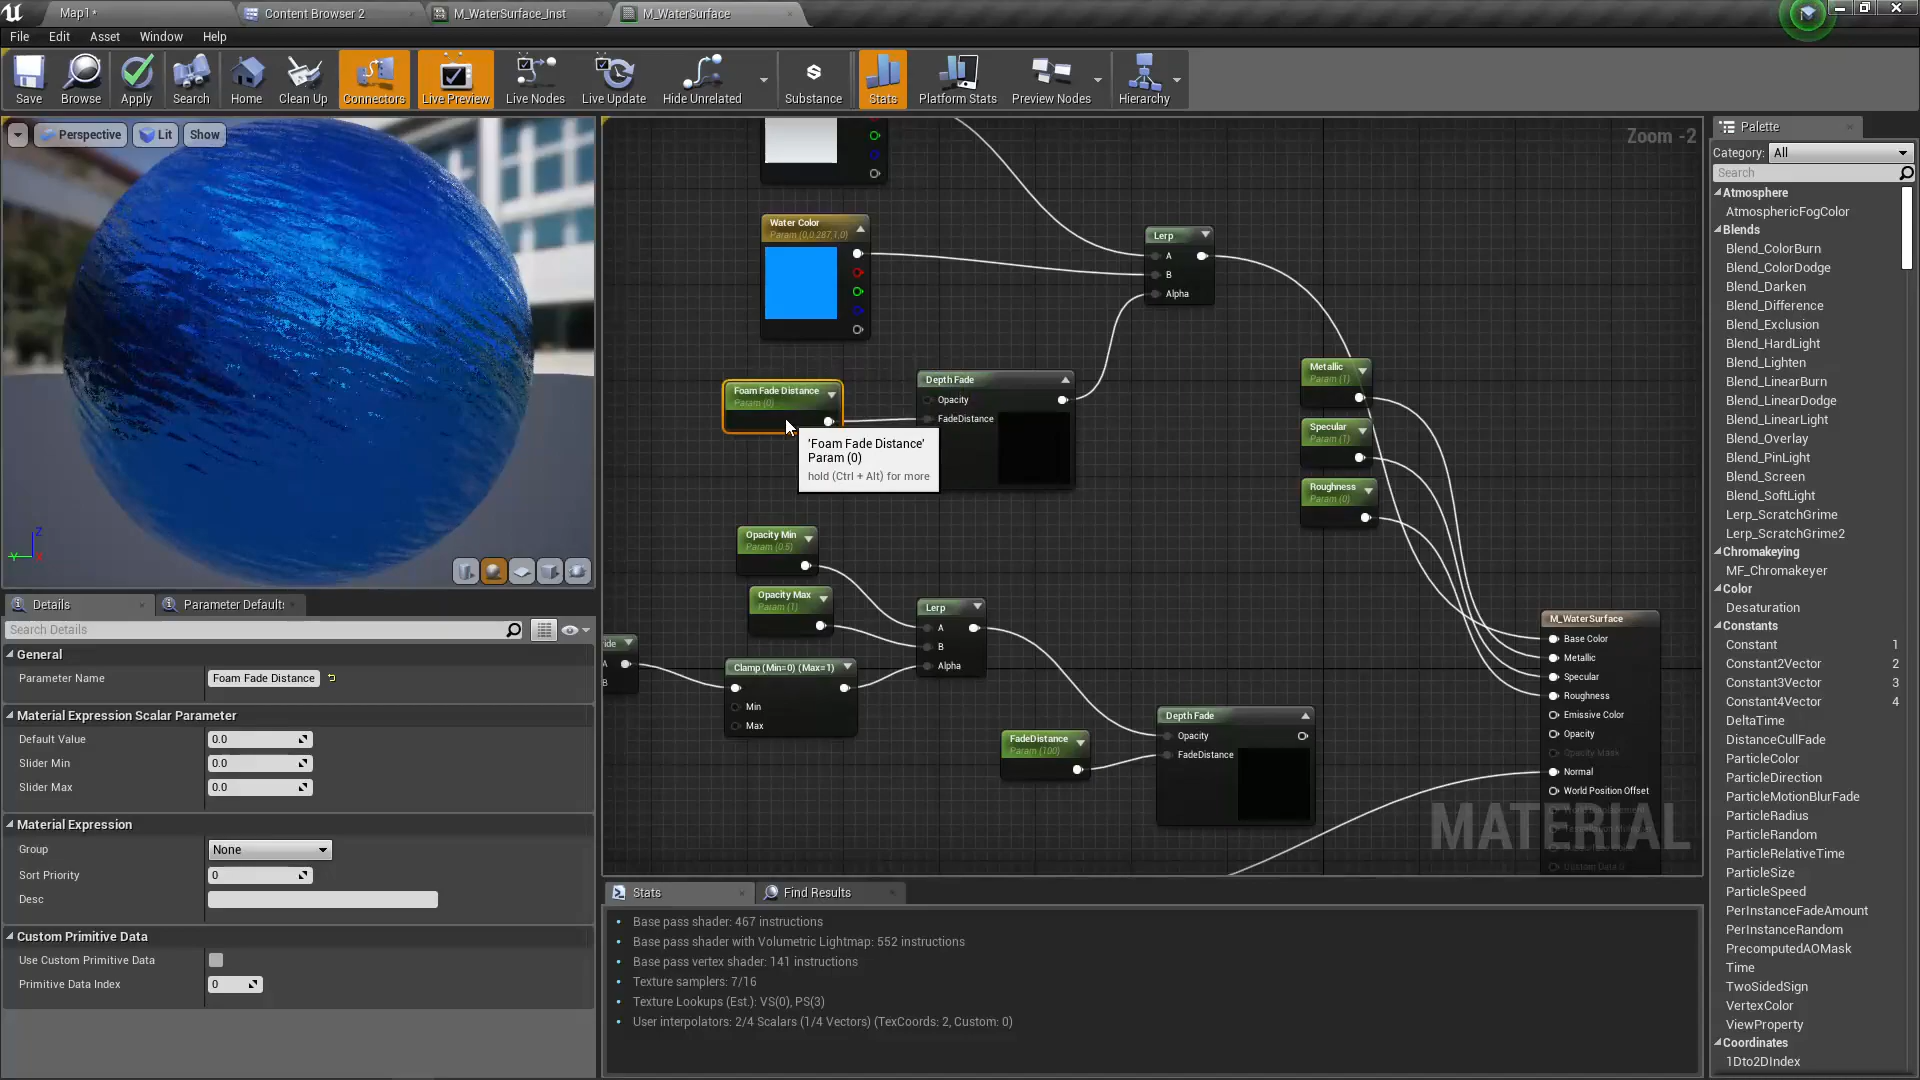 Map1*
Content Browser 2
M_WaterSurface_Inst
M_WaterSurface
File
Edit
Asset
Window
Help
Save
Browse
Apply
Search
Home
Clean Up
Connectors
Live Preview
Live Nodes
Live Update
Hide Unrelated
Substance
Stats
Platform Stats
Preview Nodes
Hierarchy
Perspective
Lit
Show
Zoom -2
Water Color
Param (0,0.287,1,0)
Lerp
A
B
Alpha
Foam Fade Distance
Param (0)
Depth Fade
Opacity
FadeDistance
'Foam Fade Distance'
Param (0)
hold (Ctrl + Alt) for more
Metallic
Param (1)
Specular
Param (1)
Roughness
Param (0)
Opacity Min
Param (0.5)
Opacity Max
Param (1)
Lerp
A
B
Alpha
A
B
Clamp (Min=0) (Max=1)
Min
Max
FadeDistance
Param (100)
Depth Fade
Opacity
FadeDistance
M_WaterSurface
Base Color
Metallic
Specular
Roughness
Emissive Color
Opacity
Opacity Mask
Normal
World Position Offset
Custom Data 0
MATERIAL
Details
Parameter Default
Search Details
General
Parameter Name
Foam Fade Distance
Material Expression Scalar Parameter
Default Value
0.0
Slider Min
0.0
Slider Max
0.0
Material Expression
Group
None
Sort Priority
0
Desc
Custom Primitive Data
Use Custom Primitive Data
Primitive Data Index
0
Stats
Find Results
Base pass shader: 467 instructions
Base pass shader with Volumetric Lightmap: 552 instructions
Base pass vertex shader: 141 instructions
Texture samplers: 7/16
Texture Lookups (Est.): VS(0), PS(3)
User interpolators: 2/4 Scalars (1/4 Vectors) (TexCoords: 2, Custom: 0)
Palette
Category:
All
Search
Atmosphere
AtmosphericFogColor
Blends
Blend_ColorBurn
Blend_ColorDodge
Blend_Darken
Blend_Difference
Blend_Exclusion
Blend_HardLight
Blend_Lighten
Blend_LinearBurn
Blend_LinearDodge
Blend_LinearLight
Blend_Overlay
Blend_PinLight
Blend_Screen
Blend_SoftLight
Lerp_ScratchGrime
Lerp_ScratchGrime2
Chromakeying
MF_Chromakeyer
Color
Desaturation
Constants
Constant 1
Constant2Vector 2
Constant3Vector 3
Constant4Vector 4
DeltaTime
DistanceCullFade
ParticleColor
ParticleDirection
ParticleMotionBlurFade
ParticleRadius
ParticleRandom
ParticleRelativeTime
ParticleSize
ParticleSpeed
PerInstanceFadeAmount
PerInstanceRandom
PrecomputedAOMask
Time
TwoSidedSign
VertexColor
ViewProperty
Coordinates
1Dto2DIndex